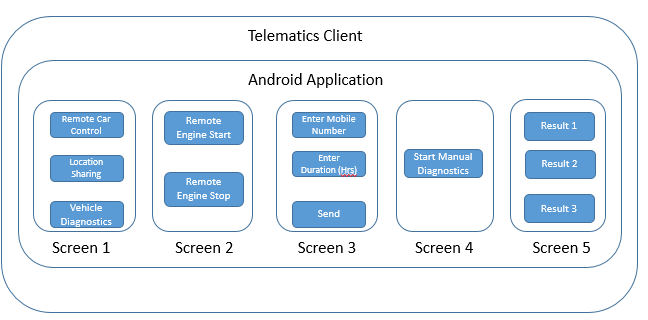 Telematics Client
Android Application
Remote Car
Control
Location
Sharing
Vehicle
Diagnostics
Screen 1
Remote
Engine Start
Remote
Engine Stop
Screen 2
Enter Mobile
Number
Enter
Duration (Hrs)
Send
Screen 3
Start Manual
Diagnostics
Screen 4
Result 1
Result 2
Result 3
Screen 5